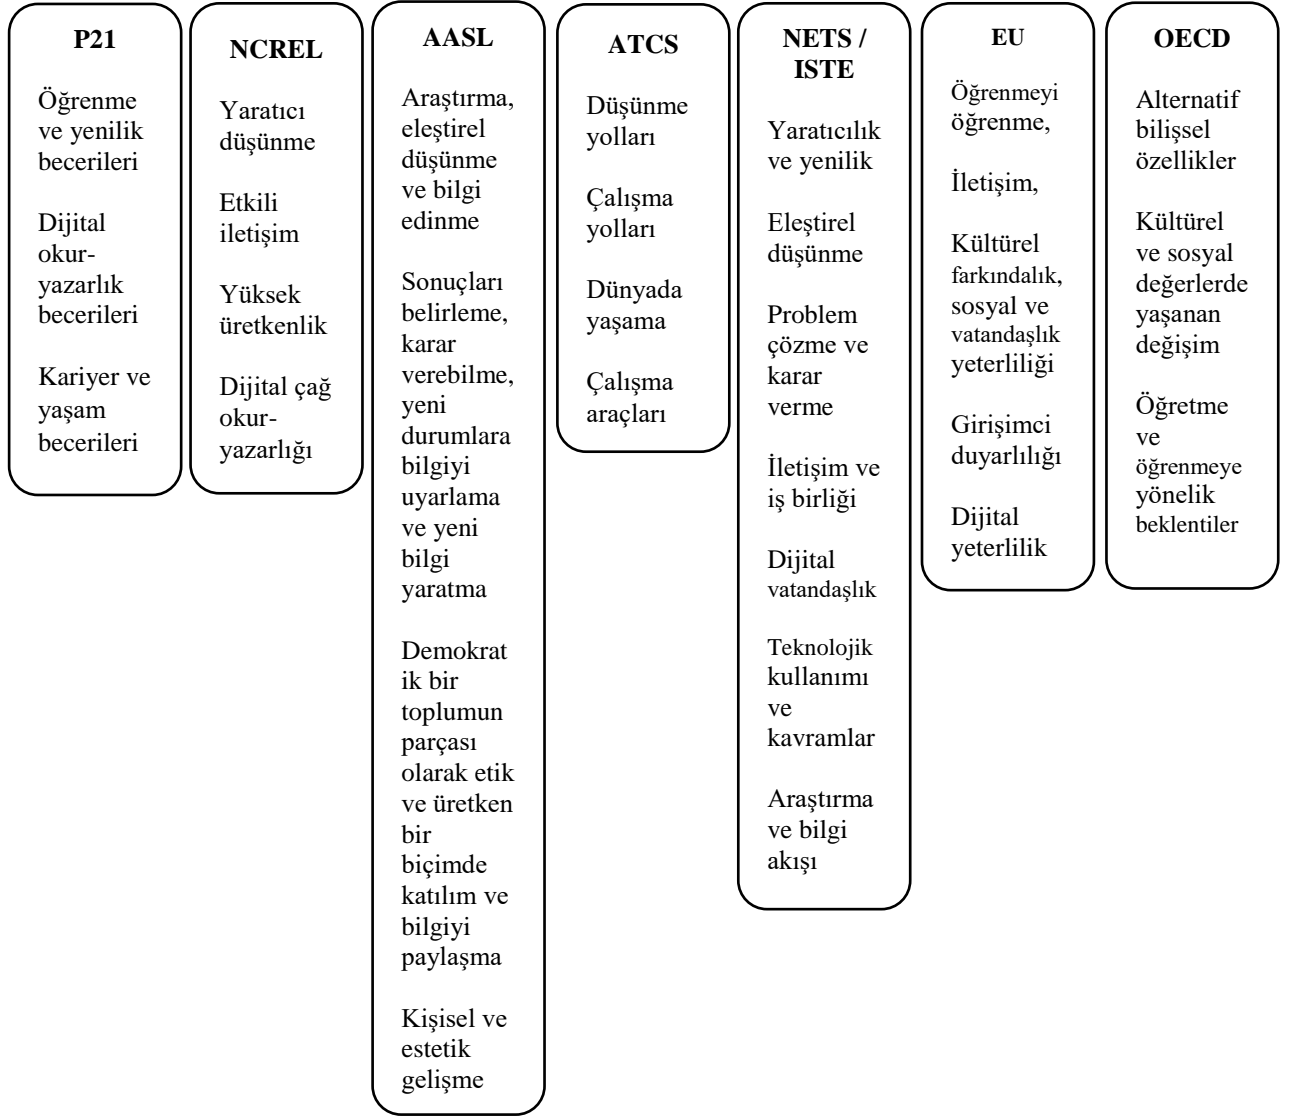 P21
Öğrenme
ve yenilik
becerileri
Dijital
okur-
yazarlık
becerileri
Kariyer ve
yaşam
becerileri
NCREL
Yaratıcı
düşünme
Etkili
iletişim
Yüksek
üretkenlik
Dijital çağ
okur-
yazarlığı
AASL
Araştırma,
eleştirel
düşünme
ve bilgi
edinme
Sonuçları
belirleme,
karar
verebilme,
yeni
durumlara
bilgiyi
uyarlama
ve yeni
bilgi
yaratma
Demokrat
ik bir
toplumun
parçası
olarak etik
ve üretken
bir
biçimde
katılım ve
bilgiyi
paylaşma
Kişisel ve
estetik
gelişme
ATCS
Düşünme
yolları
Çalışma
yolları
Dünyada
yaşama
Çalışma
araçları
NETS /
ISTE
Yaratıcılık
ve yenilik
Eleştirel
düşünme
Problem
çözme ve
karar
verme
İletişim ve
iş birliği
Dijital
vatandaşlık
Teknolojik
kullanımı
ve
kavramlar
Araştırma
ve bilgi
akışı
EU
Öğrenmeyi
öğrenme,
İletişim,
Kültürel
farkındalık,
sosyal ve
vatandaşlık
yeterliliği
Girişimci
duyarlılığı
Dijital
yeterlilik
OECD
Alternatif
bilişsel
özellikler
Kültürel
ve sosyal
değerlerde
yaşanan
değişim
Öğretme
ve
öğrenmeye
yönelik
beklentiler